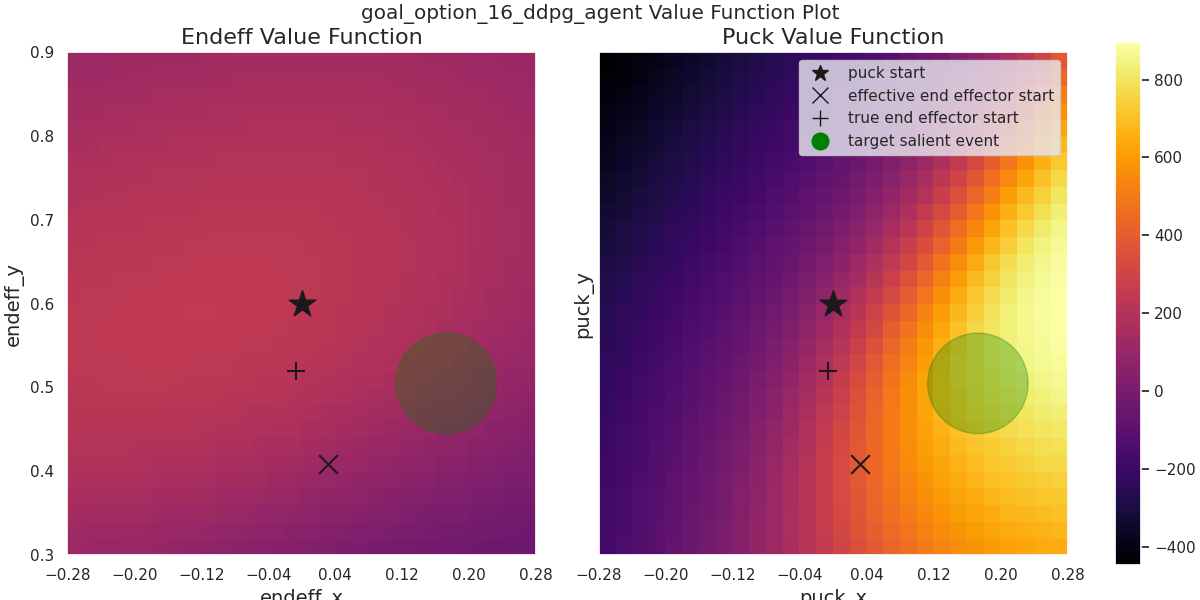 goal_option_16_ddpg_agent Value Function Plot
Endeff Value Function
Puck Value Function
0.9
0.8
0.7
0.6
0.5
0.4
0.3
endeff_y
−0.28 −0.20 −0.12 −0.04 0.04 0.12 0.20 0.28
endeff_x
puck_y
puck start
effective end effector start
true end effector start
target salient event
−0.28 −0.20 −0.12 −0.04 0.04 0.12 0.20 0.28
puck_x
800
600
400
200
0
−200
−400